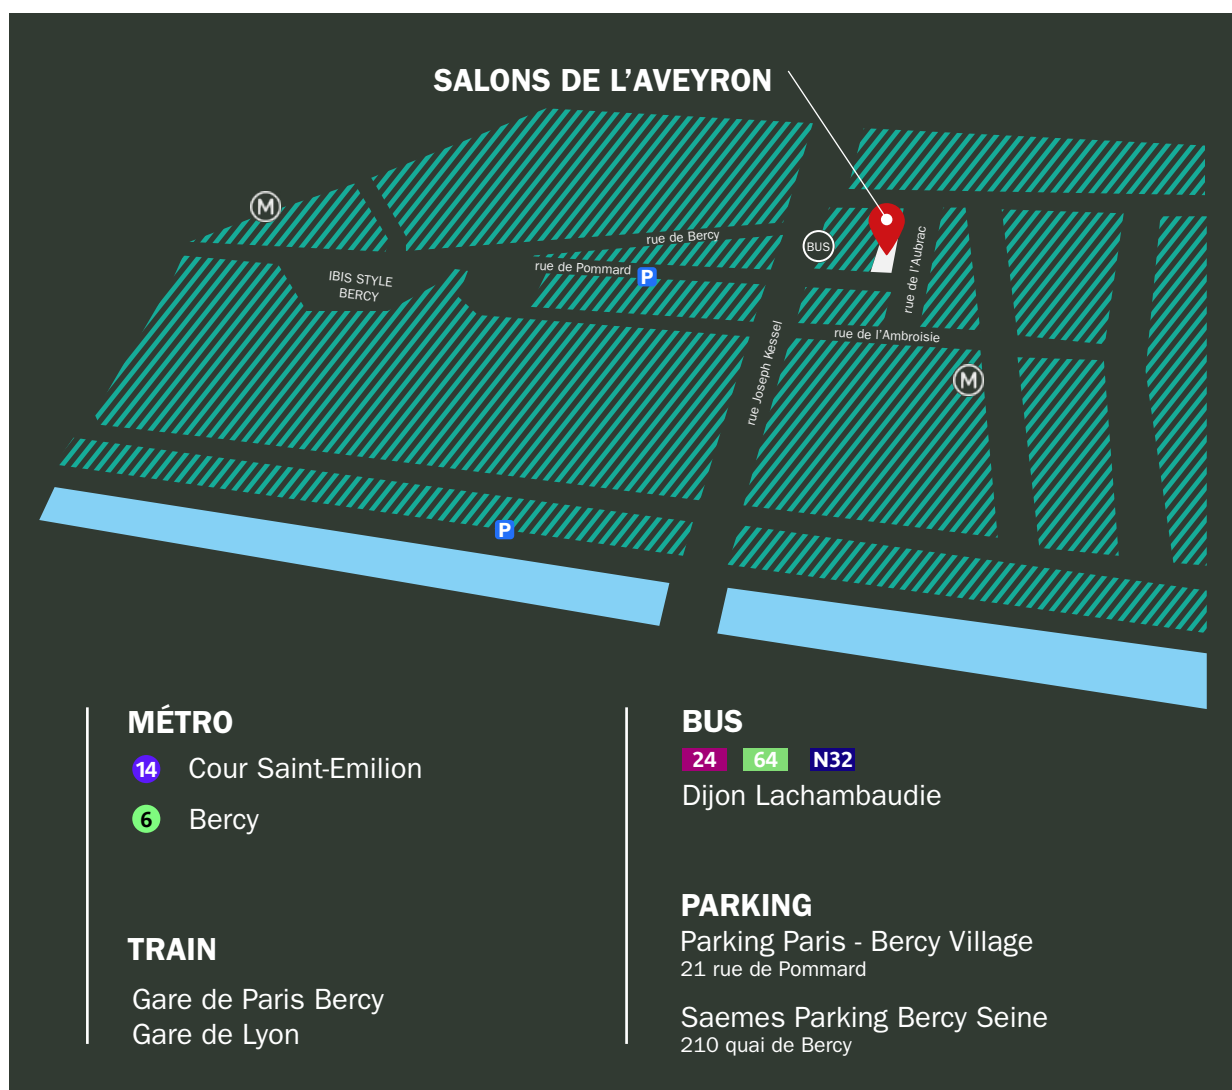 SALONS DE L’AVEYRON
M
rue de Bercy
BUS
rue de l’Aubrac
IBIS STYLE
BERCY
rue de Pommard
P
rue de l’Ambroisie
rue Joseph Kessel
M
P
MÉTRO
14 Cour Saint-Emilion
6 Bercy
TRAIN
Gare de Paris Bercy
Gare de Lyon
BUS
24 64 N32
Dijon Lachambaudie
PARKING
Parking Paris - Bercy Village
21 rue de Pommard
Saemes Parking Bercy Seine
210 quai de Bercy